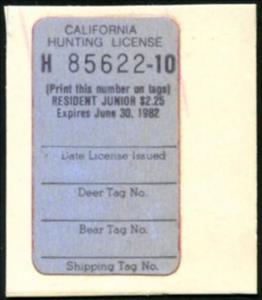 CALIFORNIA
HUNTING LICENSE
H 85622-10
(Print this number on tags)
RESIDENT JUNIOR $2.25
Expires June 30, 1982
Date License Issued
Deer Tag No.
Bear Tag No.
Shipping Tag No.